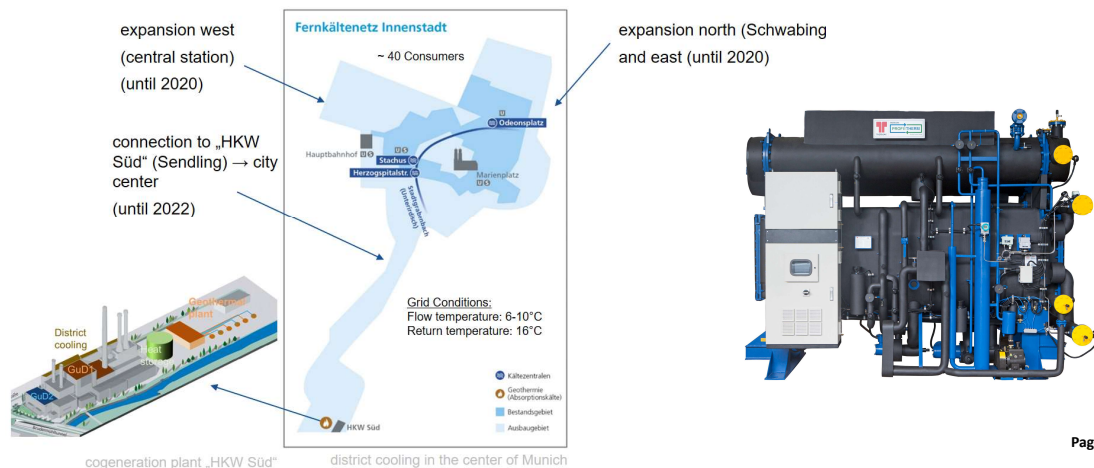 expansion west
(central station)
(until 2020)
connection to „HKW
Süd“ (Sendling) → city
center
(until 2022)
Fernkältenetz Innenstadt
~ 40 Consumers
Odeonsplatz
U
Hauptbahnhof
U S
U S
Stachus
Herzogspitalstr.
Marienplatz
U S
Stadtgrabenbach
(Unterirdisch)
Grid Conditions:
Flow temperature: 6-10°C
Return temperature: 16°C
Kältezentralen
Geothermie
(Absorptionskälte)
Bestandsgebiet
Ausbaugebiet
HKW Süd
expansion north (Schwabing
and east (until 2020)
Geothermal
plant
District
cooling
GuD1
GuD2
cogeneration plant „HKW Süd“
district cooling in the center of Munich
Pag